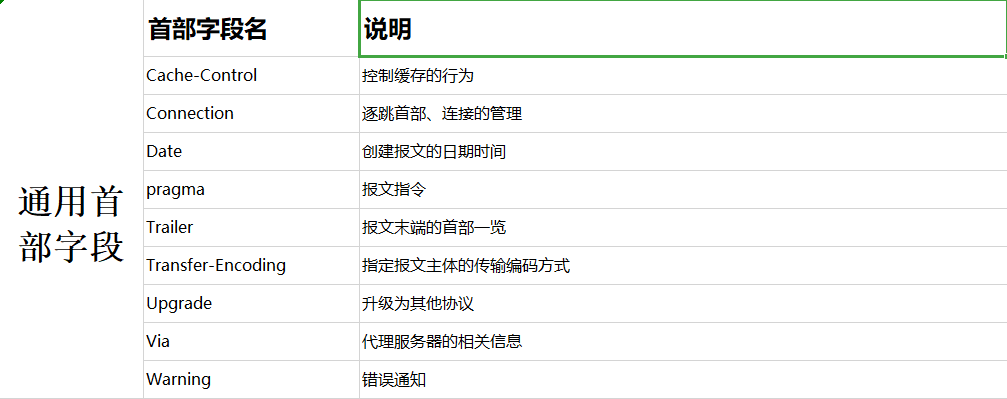 首部字段名 说明
Cache-Control 控制缓存的行为
Connection 逐跳首部、连接的管理
Date 创建报文的日期时间
pragma 报文指令
通用首
部字段
Trailer 报文末端的首部一览
Transfer-Encoding 指定报文主体的传输编码方式
Upgrade 升级为其他协议
Via 代理服务器的相关信息
Warning 错误通知